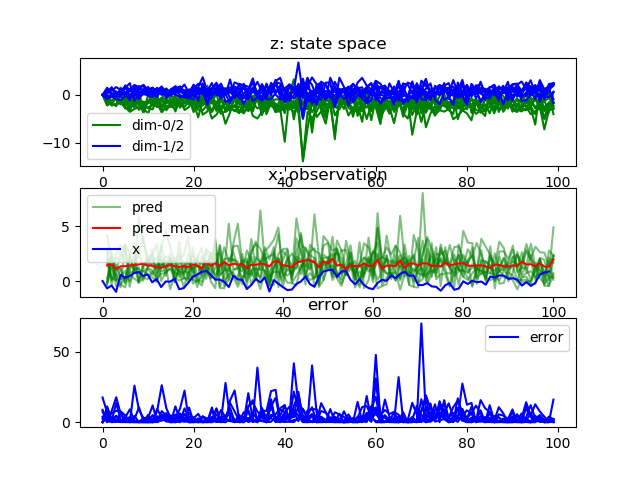 z: state space
0
−10
dim-0/2
dim-1/2
0 20 40 60 80 100
x: observation
5
0
pred
pred_mean
x
0 20 40 60 80 100
error
50
0
error
0 20 40 60 80 100